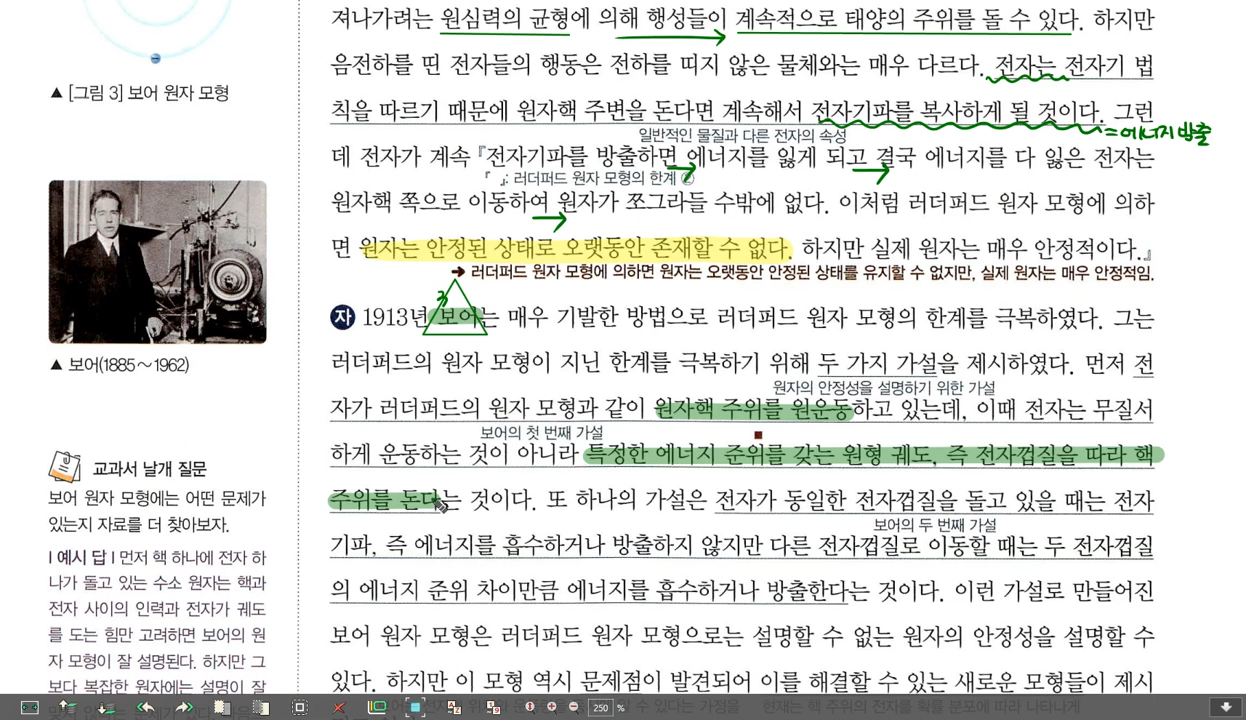 져나가려는 원심력의 균형에 의해 행성들이 계속적으로 태양의 주위를 돌 수 있다. 하지만
음전하를 띤 전자들의 행동은 전하를 띠지 않은 물체와는 매우 다르다. 전자는 전자기 법
칙을 따르기 때문에 원자핵 주변을 돈다면 계속해서 전자기파를 복사하게 될 것이다. 그런
=에너지 방출
일반적인 물질과 다른 전자의 속성
데 전자가 계속 『전자기파를 방출하면 에너지를 잃게 되고 결국 에너지를 다 잃은 전자는
『 』: 러더퍼드 원자 모형의 한계 ②
원자핵 쪽으로 이동하여 원자가 쪼그라들 수밖에 없다. 이처럼 러더퍼드 원자 모형에 의하
면 원자는 안정된 상태로 오랫동안 존재할 수 없다. 하지만 실제 원자는 매우 안정적이다.』
➔ 러더퍼드 원자 모형에 의하면 원자는 오랫동안 안정된 상태를 유지할 수 없지만, 실제 원자는 매우 안정적임.
3
자 1913년 보어는 매우 기발한 방법으로 러더퍼드 원자 모형의 한계를 극복하였다. 그는
러더퍼드의 원자 모형이 지닌 한계를 극복하기 위해 두 가지 가설을 제시하였다. 먼저 전
원자의 안정성을 설명하기 위한 가설
자가 러더퍼드의 원자 모형과 같이 원자핵 주위를 원운동하고 있는데, 이때 전자는 무질서
보어의 첫 번째 가설
하게 운동하는 것이 아니라 특정한 에너지 준위를 갖는 원형 궤도, 즉 전자껍질을 따라 핵
주위를 돈다는 것이다. 또 하나의 가설은 전자가 동일한 전자껍질을 돌고 있을 때는 전자
보어의 두 번째 가설
기파, 즉 에너지를 흡수하거나 방출하지 않지만 다른 전자껍질로 이동할 때는 두 전자껍질
의 에너지 준위 차이만큼 에너지를 흡수하거나 방출한다는 것이다. 이런 가설로 만들어진
보어 원자 모형은 러더퍼드 원자 모형으로는 설명할 수 없는 원자의 안정성을 설명할 수
있다. 하지만 이 모형 역시 문제점이 발견되어 이를 해결할 수 있는 새로운 모형들이 제시
▲ [그림 3] 보어 원자 모형
▲ 보어(1885～1962)
교과서 날개 질문
보어 원자 모형에는 어떤 문제가
있는지 자료를 더 찾아보자.
| 예시 답 | 먼저 핵 하나에 전자 하
나가 돌고 있는 수소 원자는 핵과
전자 사이의 인력과 전자가 궤도
를 도는 힘만 고려하면 보어의 원
자 모형이 잘 설명된다. 하지만 그
보다 복잡한 원자에는 설명이 잘
250 %